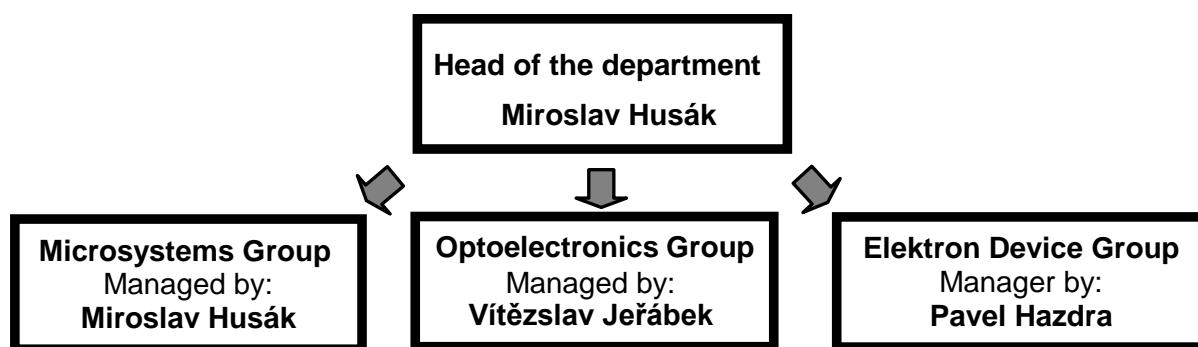 Head of the department
Miroslav Husák
Microsystems Group
Managed by:
Miroslav Husák
Optoelectronics Group
Managed by:
Vítězslav Jeřábek
Elektron Device Group
Manager by:
Pavel Hazdra